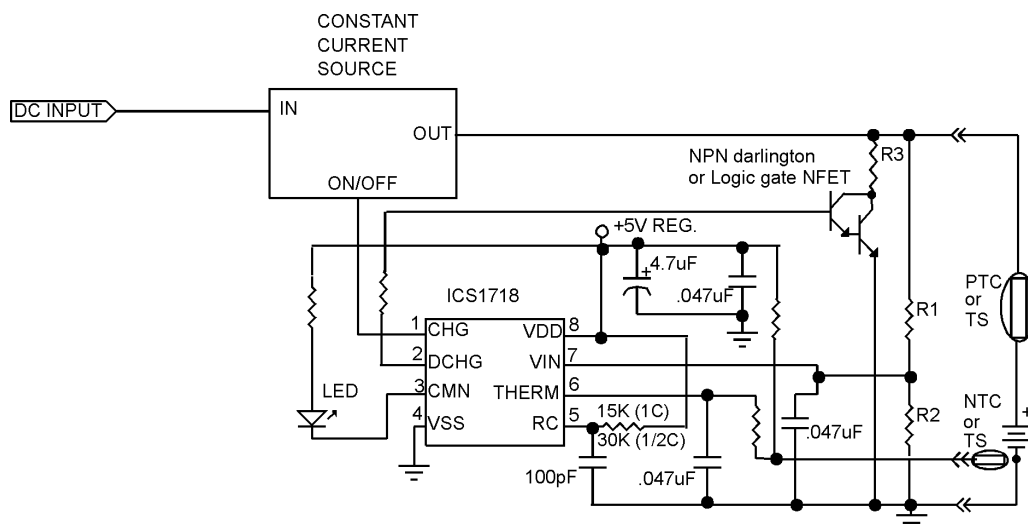 CONSTANT
CURRENT
SOURCE
DC INPUT
IN
OUT
ON/OFF
NPN darlington
or Logic gate NFET
R3
+5V REG.
+
4.7uF
.047uF
ICS1718
PTC
or
TS
R1
1
CHG
VDD
8
2
DCHG
VIN
7
LED
3
CMN
THERM
6
4
VSS
RC
5
15K (1C)
30K (1/2C)
R2
NTC
or
TS
+
.047uF
100pF
.047uF